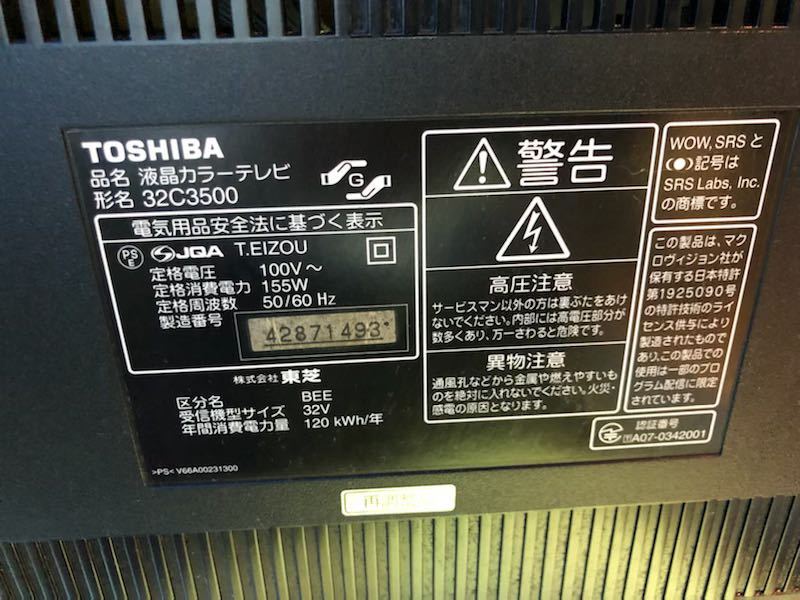 TOSHIBA
品名 液晶カラーテレビ
形名 32C3500
G
電気用品安全法に基づく表示
PS
E
JQA T.EIZOU
定格電圧 100V～
定格消費電力 155W
定格周波数 50/60 Hz
製造番号
42871493*
株式会社 東芝
区分名 BEE
受信機型サイズ 32V
年間消費電力量 120 kWh/年
>PS< V66A00231300
警告
高圧注意
サービスマン以外の方は裏ぶたをあけ
ないでください。内部には高電圧部分が
数多くあり、万一さわると危険です。
異物注意
通風孔などから金属や燃えやすいもの
を絶対に入れないでください。火災・
感電の原因となります。
WOW, SRS と
(●)記号は
SRS Labs, Inc.
の商標です。
この製品は、マク
ロヴィジョン社が
保有する日本特許
第1925090号
の特許技術のライ
センス供与により
製造されたもので
あり、この製品での
使用は一部のプロ
グラム配信に限定
されています。
認証番号
T A07-0342001
再調整